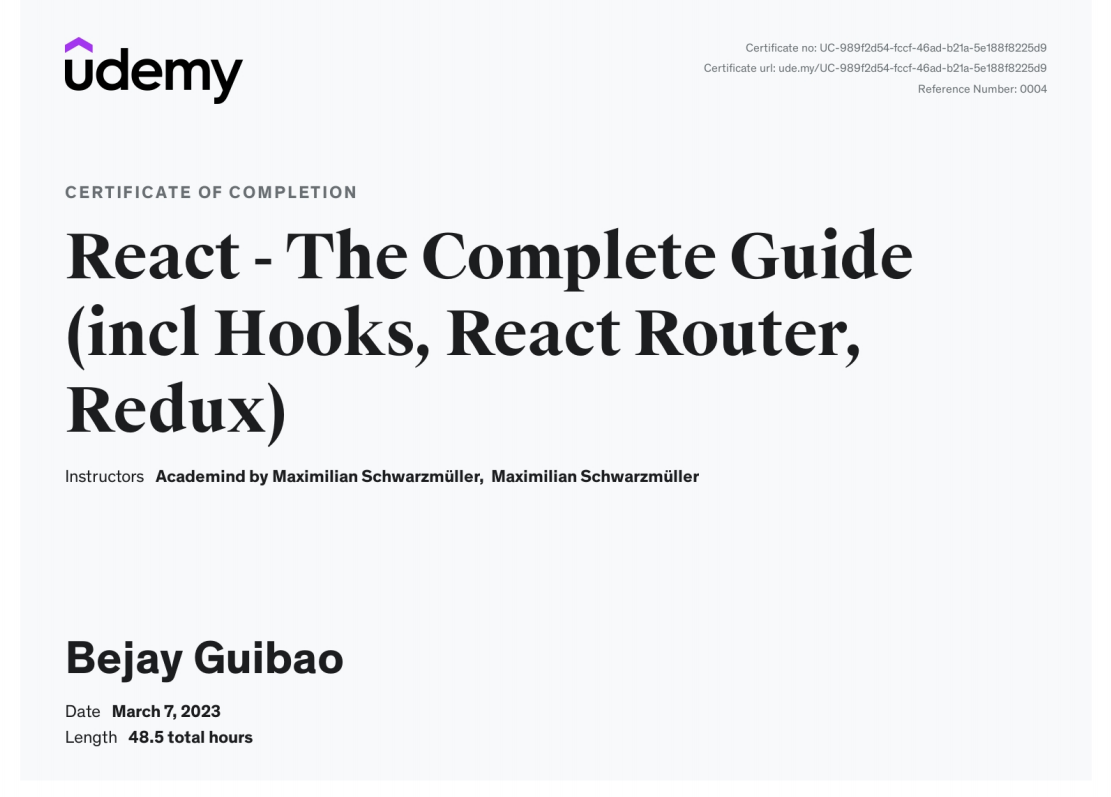 udemy
Certificate no: UC-989f2d54-fccf-46ad-b21a-5e188f8225d9
Certificate url: ude.my/UC-989f2d54-fccf-46ad-b21a-5e188f8225d9
Reference Number: 0004
CERTIFICATE OF COMPLETION
React - The Complete Guide
(incl Hooks, React Router,
Redux)
Instructors Academind by Maximilian Schwarzmüller, Maximilian Schwarzmüller
Bejay Guibao
Date March 7, 2023
Length 48.5 total hours